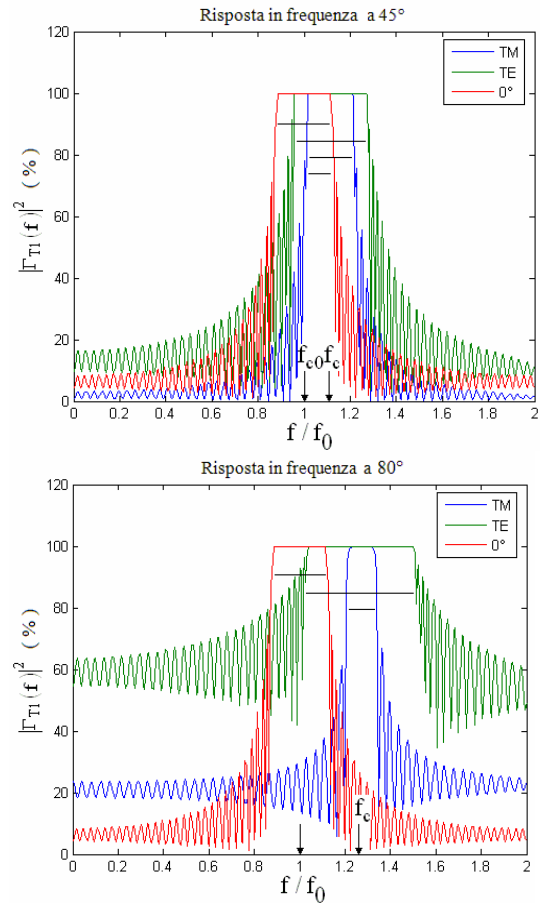 Risposta in frequenza a 45°
120
100
80
60
40
20
0
|Γ_T1(f)|² (%)
TM
TE
0°
f_c0 f_c
0 0.2 0.4 0.6 0.8 1 1.2 1.4 1.6 1.8 2
f / f_0
Risposta in frequenza a 80°
120
100
80
60
40
20
0
|Γ_T1(f)|² (%)
TM
TE
0°
f_c
0 0.2 0.4 0.6 0.8 1 1.2 1.4 1.6 1.8 2
f / f_0